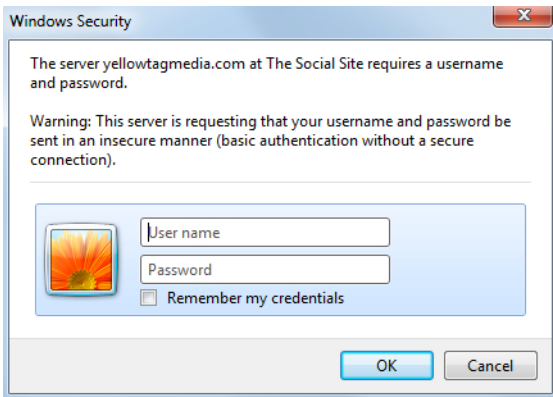 Windows Security
The server yellowtagmedia.com at The Social Site requires a username
and password.
Warning: This server is requesting that your username and password be
sent in an insecure manner (basic authentication without a secure
connection).
User name
Password
Remember my credentials
OK Cancel